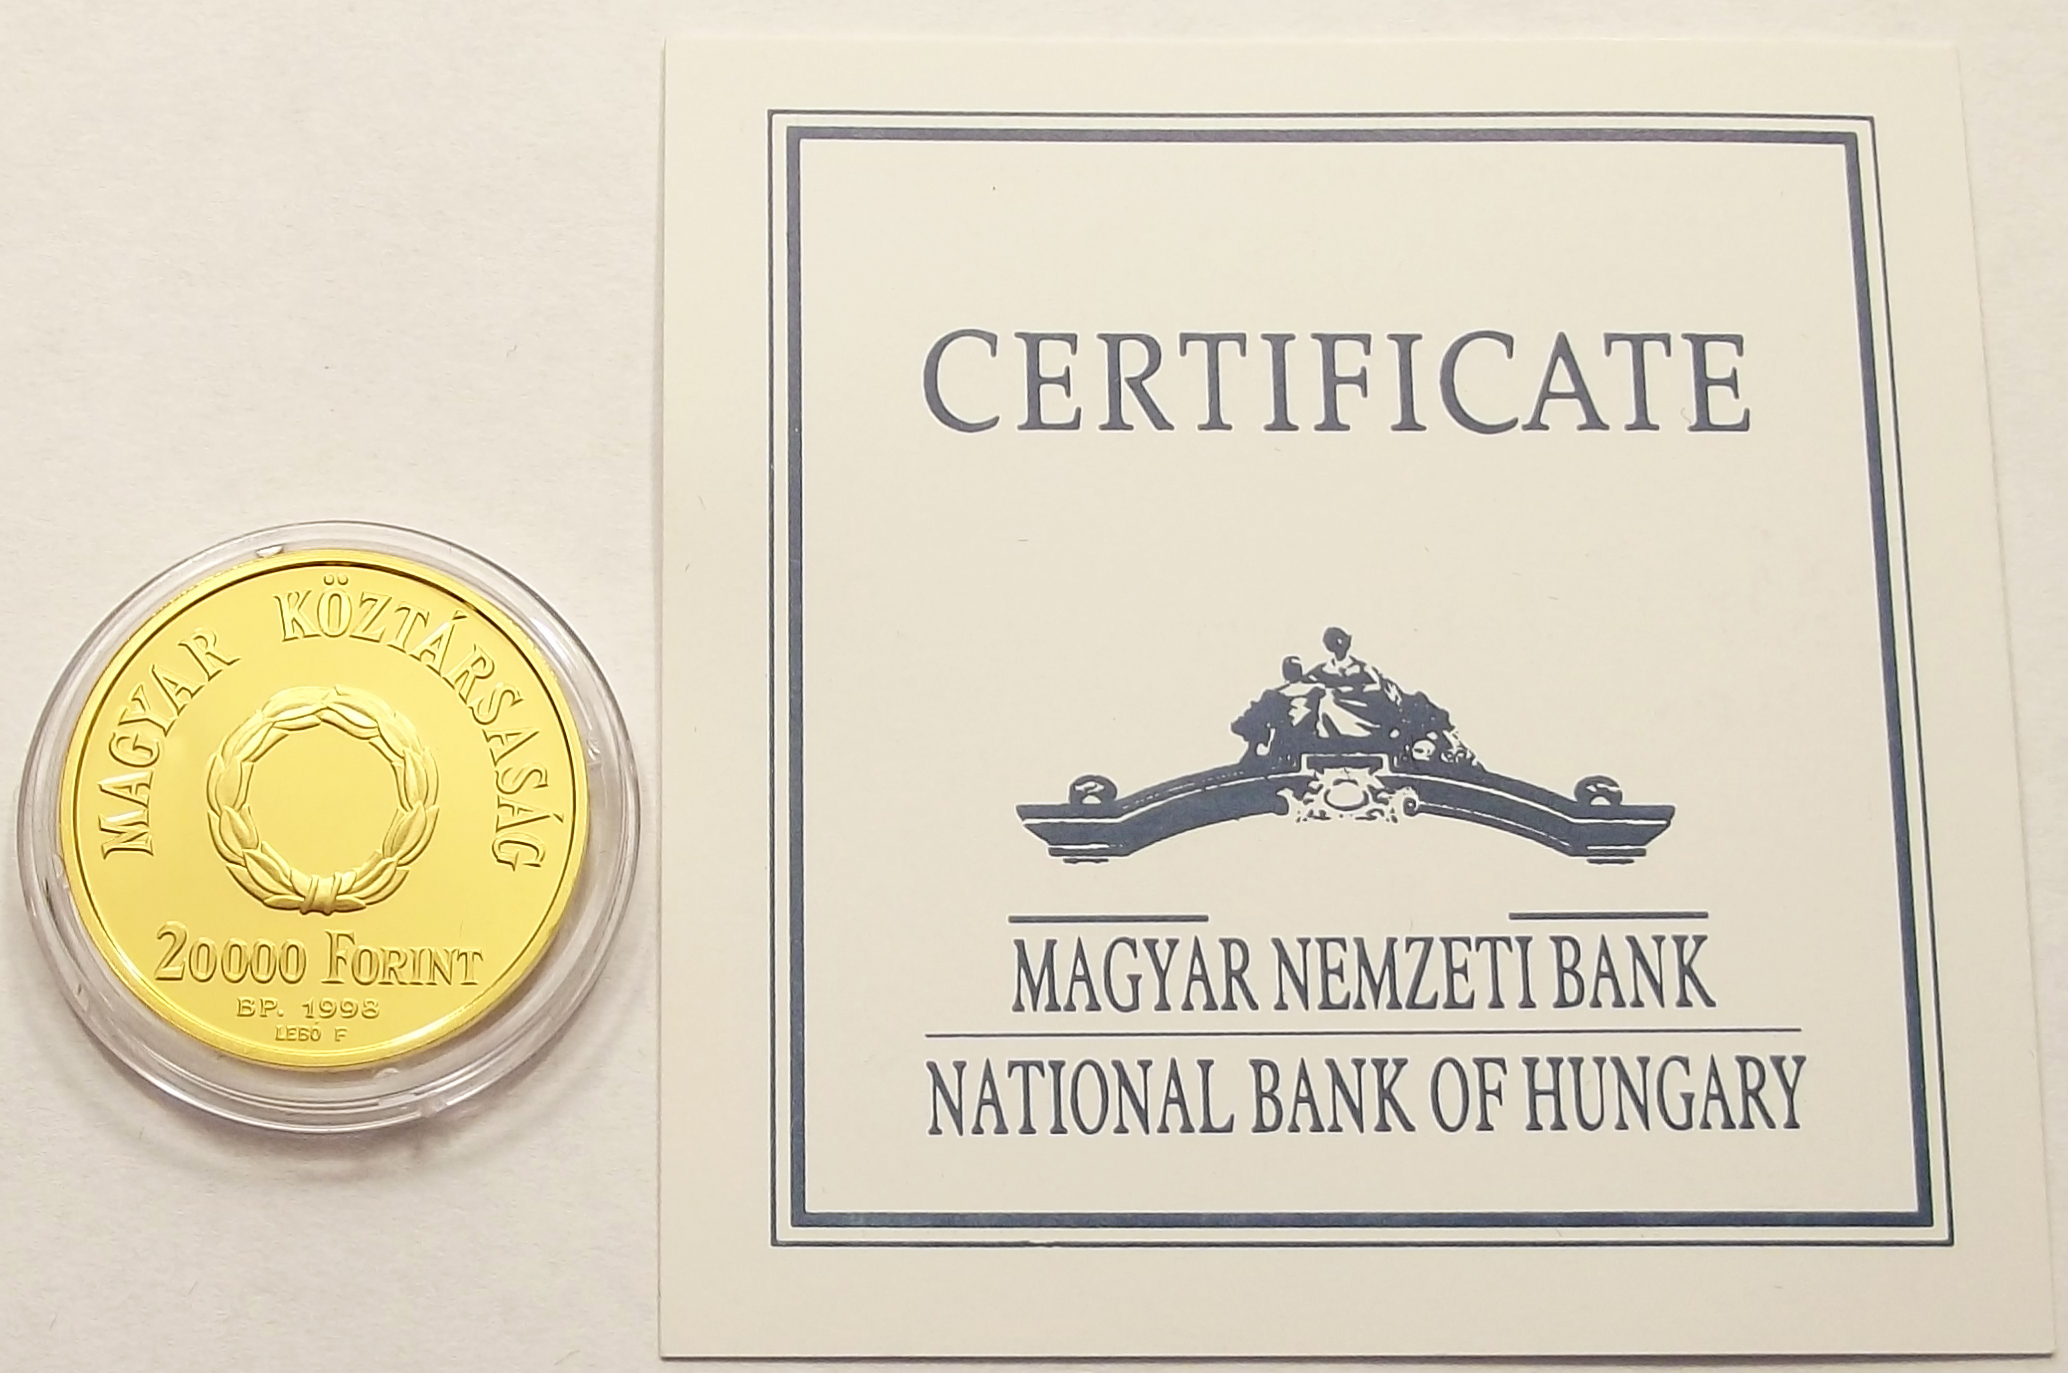 MAGYAR KÖZTÁRSASÁG
20000 FORINT
BP. 1998
LEBÓ F
CERTIFICATE
MAGYAR NEMZETI BANK
NATIONAL BANK OF HUNGARY